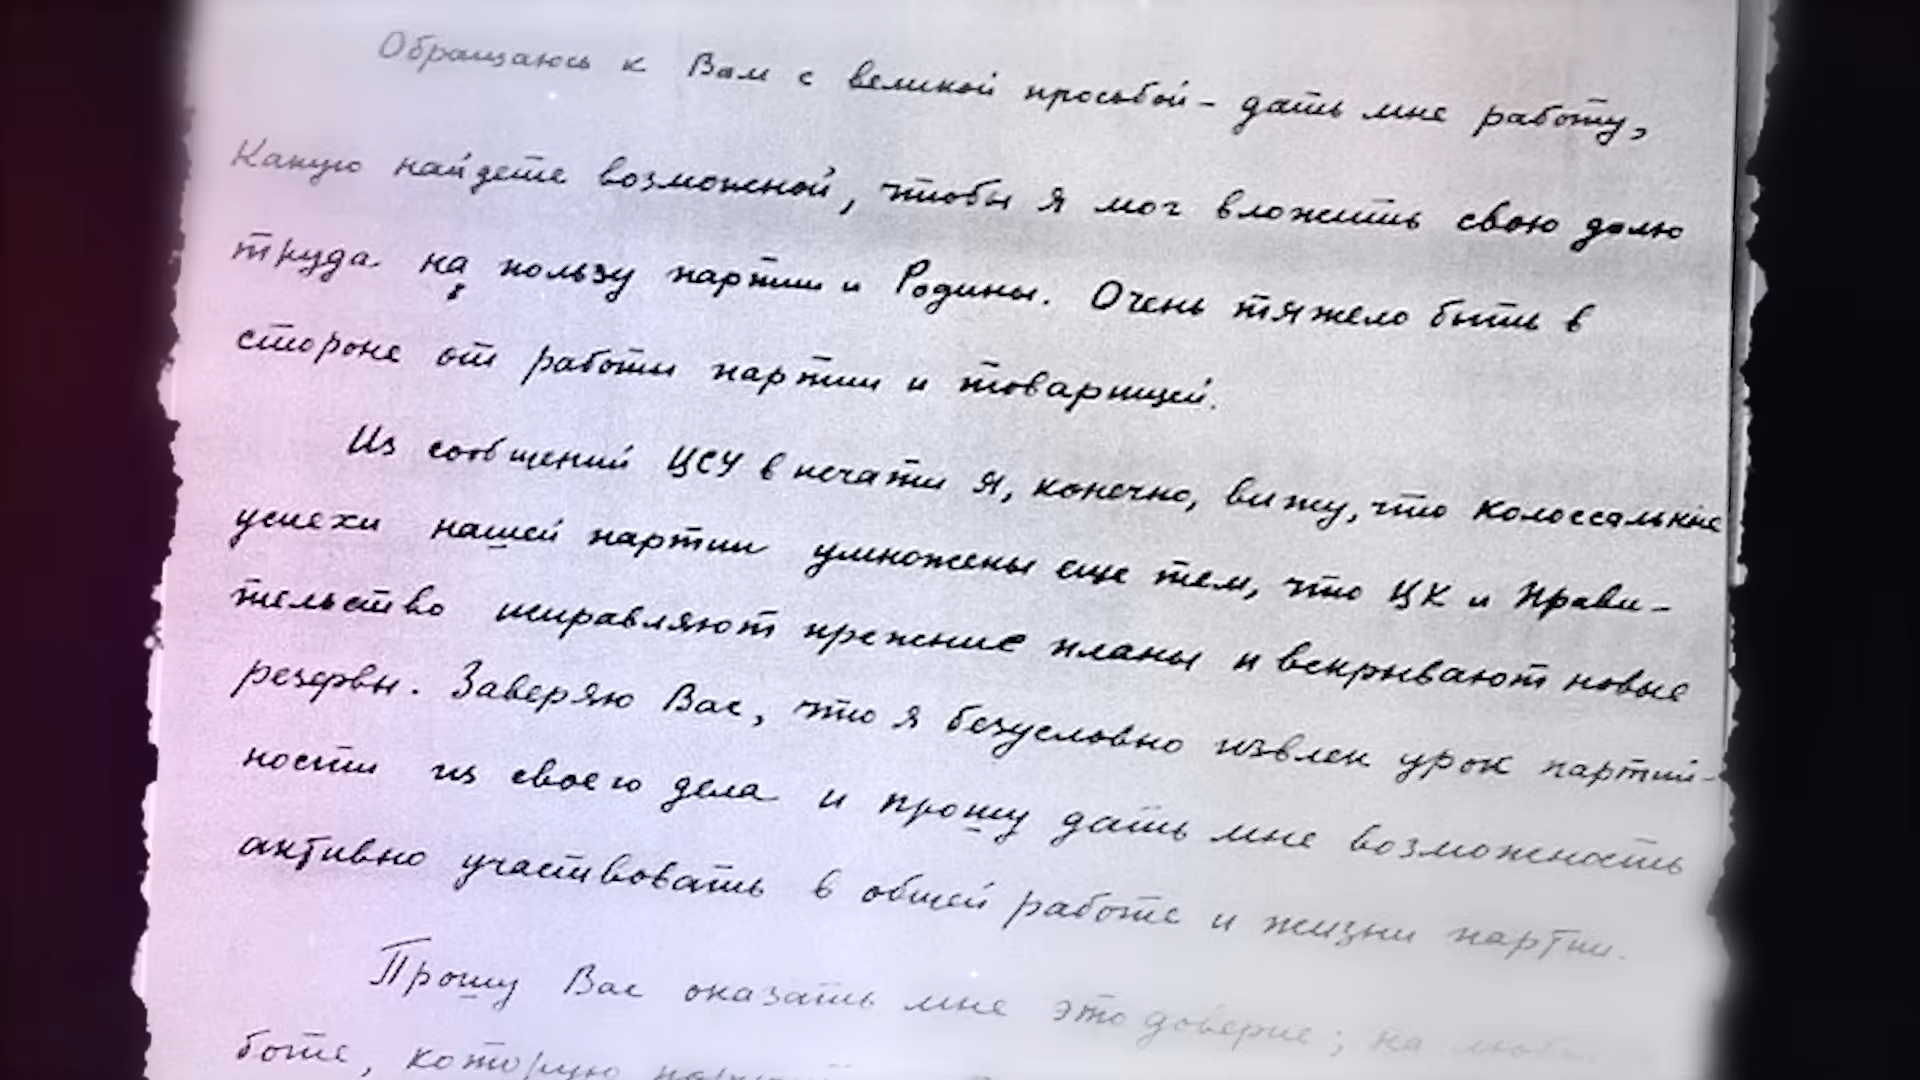 Обращаюсь к Вам с великой просьбой – дать мне работу,
Какую найдете возможной, чтобы я мог вложить свою долю
труда на пользу партии и Родины. Очень тяжело быть в
стороне от работы партии и товарищей.
Из сообщений ЦСУ в печати я, конечно, вижу, что колоссальные
успехи нашей партии умножены еще тем, что ЦК и Прави-
тельство исправляют прежние планы и вскрывают новые
резервы. Заверяю Вас, что я безусловно извлек урок партий-
ности из своего дела и прошу дать мне возможность
активно участвовать в общей работе и жизни партии.
Прошу Вас оказать мне это доверие; на
боте, которую